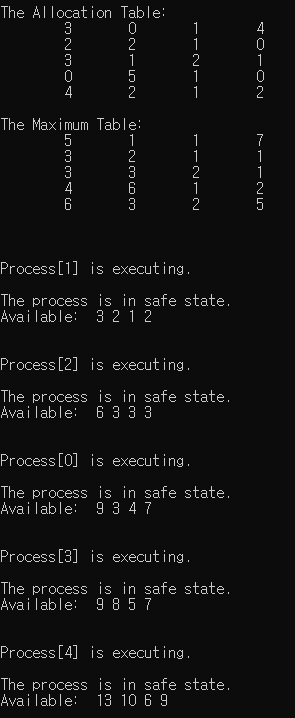 The Allocation Table:
3 0 1 4
2 2 1 0
3 1 2 1
0 5 1 0
4 2 1 2
The Maximum Table:
5 1 1 7
3 2 1 1
3 3 2 1
4 6 1 2
6 3 2 5
Process[1] is executing.
The process is in safe state.
Available: 3 2 1 2
Process[2] is executing.
The process is in safe state.
Available: 6 3 3 3
Process[0] is executing.
The process is in safe state.
Available: 9 3 4 7
Process[3] is executing.
The process is in safe state.
Available: 9 8 5 7
Process[4] is executing.
The process is in safe state.
Available: 13 10 6 9